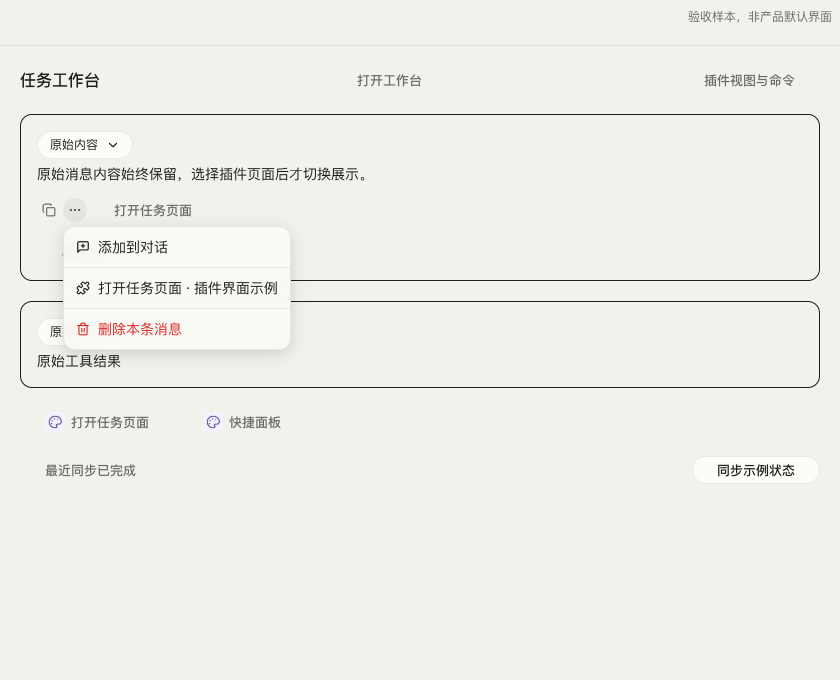 验收样本，非产品默认界面
任务工作台
打开工作台
插件视图与命令
原始内容
原始消息内容始终保留，选择插件页面后才切换展示。
打开任务页面
添加到对话
打开任务页面 · 插件界面示例
删除本条消息
原
原始工具结果
打开任务页面
快捷面板
最近同步已完成
同步示例状态